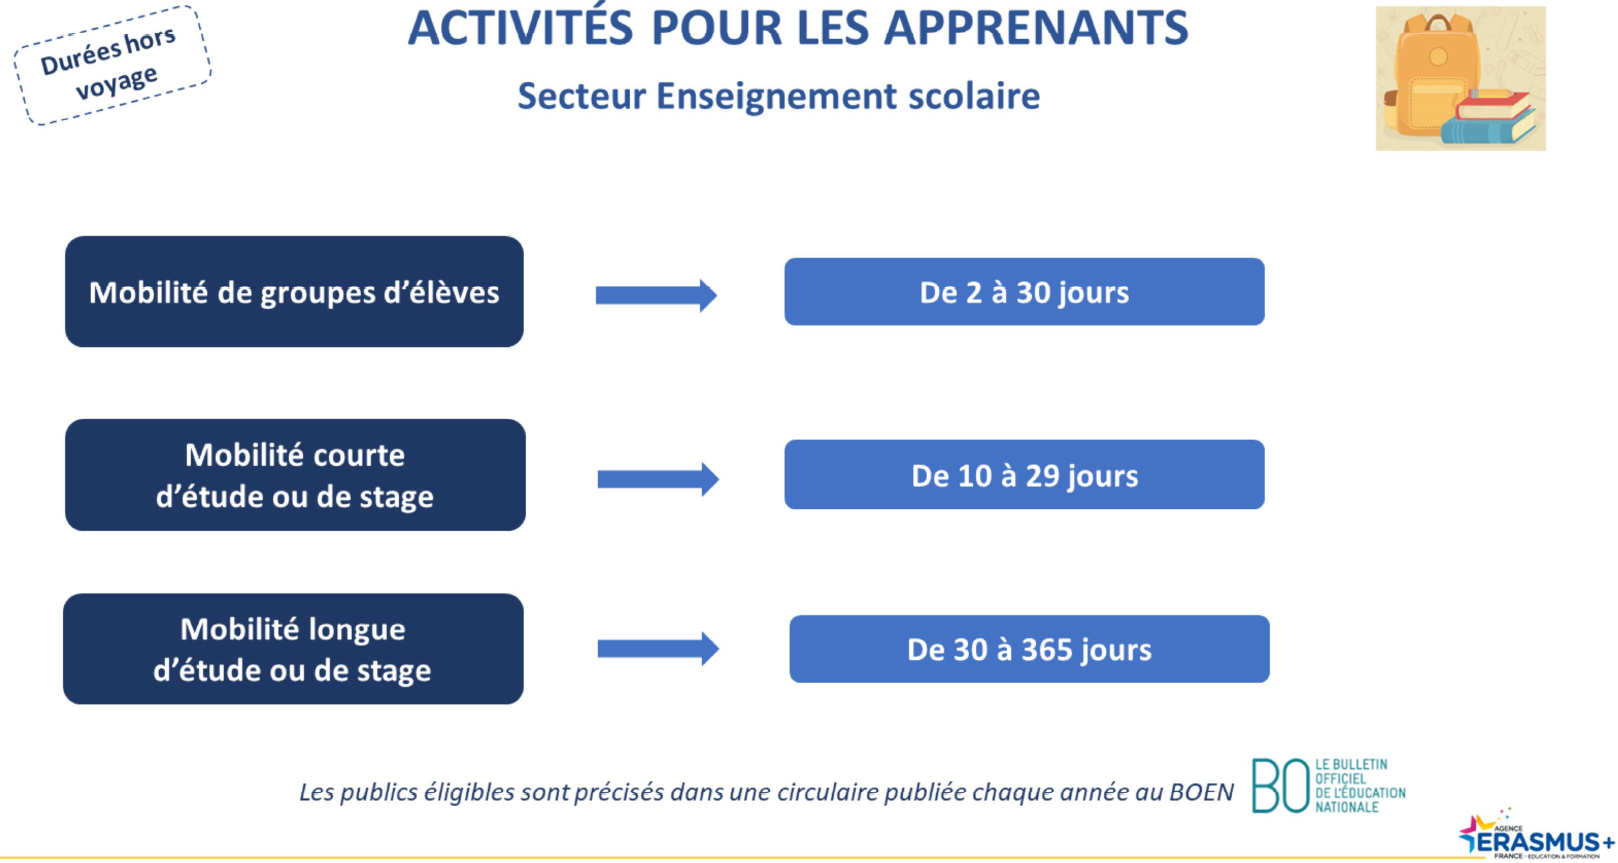 Durées hors
voyage
ACTIVITÉS POUR LES APPRENANTS
Secteur Enseignement scolaire
Mobilité de groupes d’élèves
De 2 à 30 jours
Mobilité courte
d’étude ou de stage
De 10 à 29 jours
Mobilité longue
d’étude ou de stage
De 30 à 365 jours
Les publics éligibles sont précisés dans une circulaire publiée chaque année au BOEN
BO
LE BULLETIN
OFFICIEL
DE L'ÉDUCATION
NATIONALE
AGENCE
ERASMUS+
FRANCE - EDUCATION & FORMATION